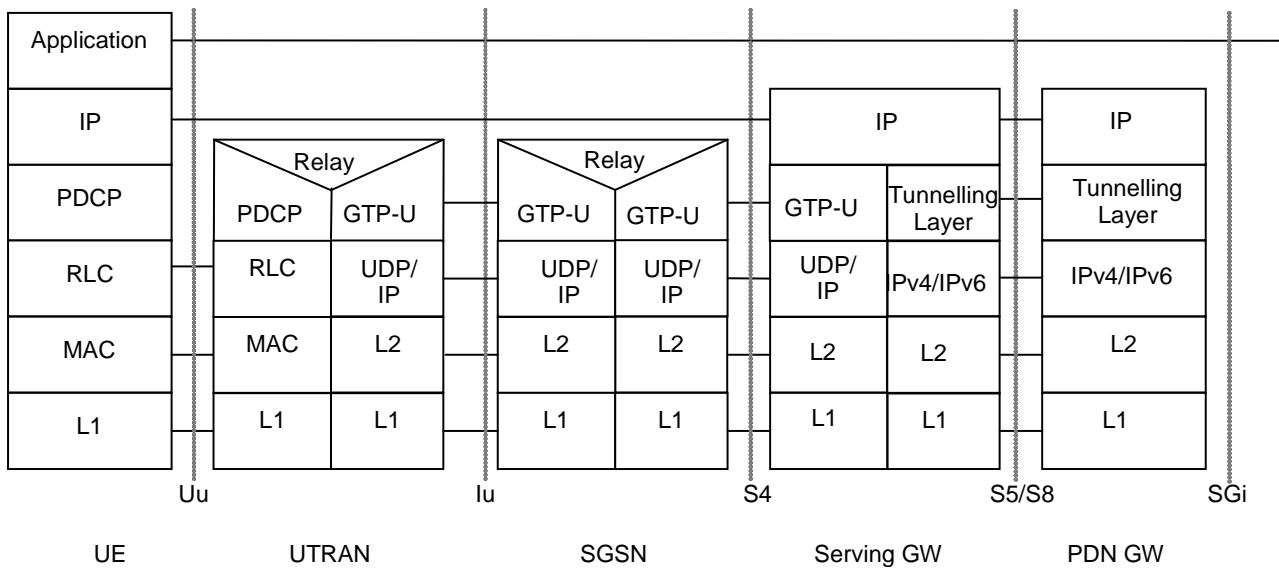 Application
IP
IP
IP
Relay
Relay
PDCP
PDCP
GTP-U
GTP-U
GTP-U
GTP-U
Tunnelling
Layer
Tunnelling
Layer
RLC
RLC
UDP/
IP
UDP/
IP
UDP/
IP
UDP/
IP
IPv4/IPv6
IPv4/IPv6
MAC
MAC
L2
L2
L2
L2
L2
L2
L1
L1
L1
L1
L1
L1
L1
L1
Uu
Iu
S4
S5/S8
SGi
UE
UTRAN
SGSN
Serving GW
PDN GW